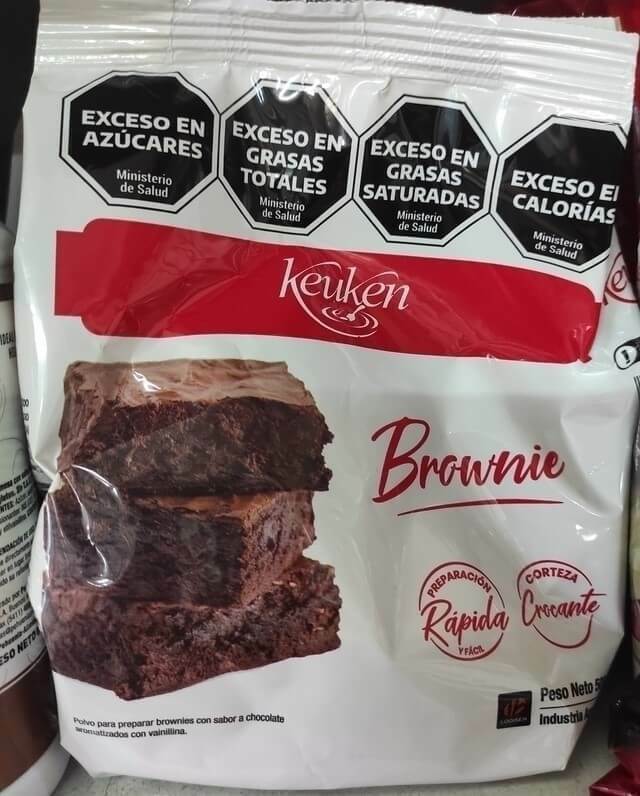 EXCESO EN
AZÚCARES
Ministerio
de Salud
EXCESO EN
GRASAS
TOTALES
Ministerio
de Salud
EXCESO EN
GRASAS
SATURADAS
Ministerio
de Salud
EXCESO E
CALORÍAS
Ministerio
de Salud
keuken
Brownie
PREPARACIÓN
Rápida
Y FÁCIL
CORTEZA
Crocante
Peso Neto 5
Industria A
Polvo para preparar brownies con sabor a chocolate
aromatizados con vainillina.